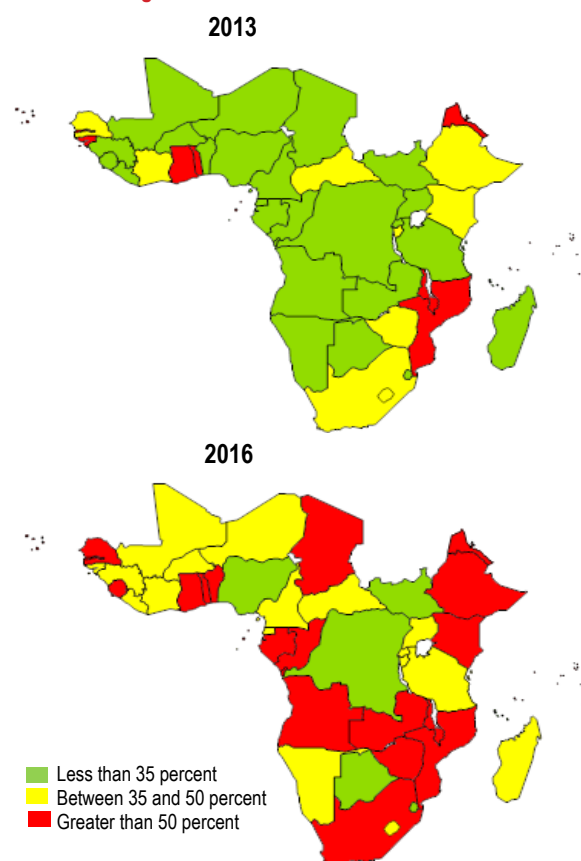 2013
2016
Less than 35 percent
Between 35 and 50 percent
Greater than 50 percent